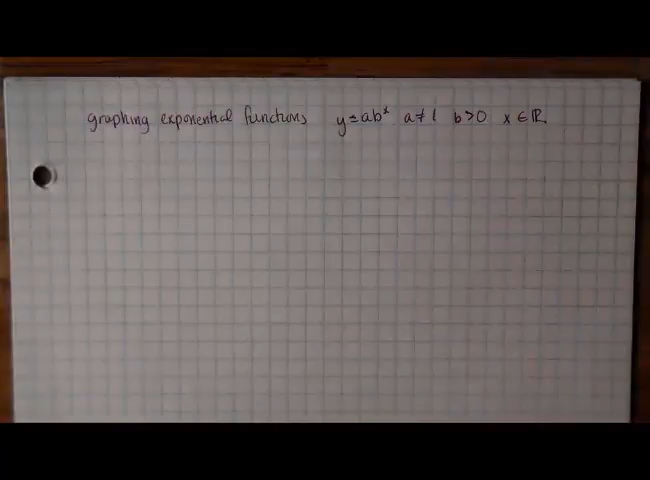 graphing exponential functions y = ab^x a ≠ 1 b > 0 x ∈ ℝ